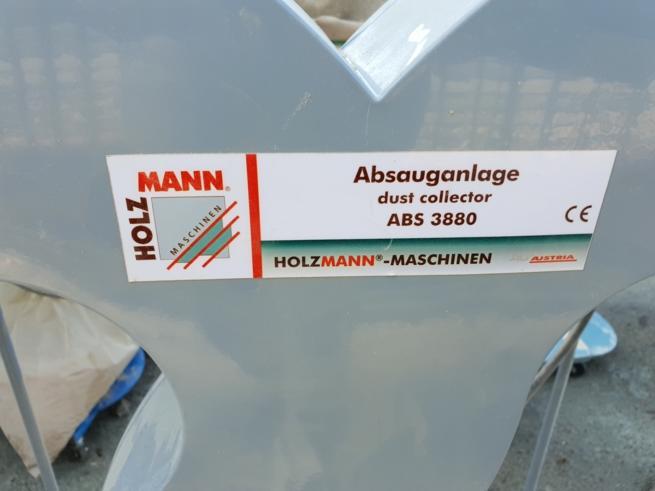 HOLZ
MANN®
MASCHINEN
Absauganlage
dust collector
ABS 3880
CE
HOLZMANN®-MASCHINEN
AUSTRIA